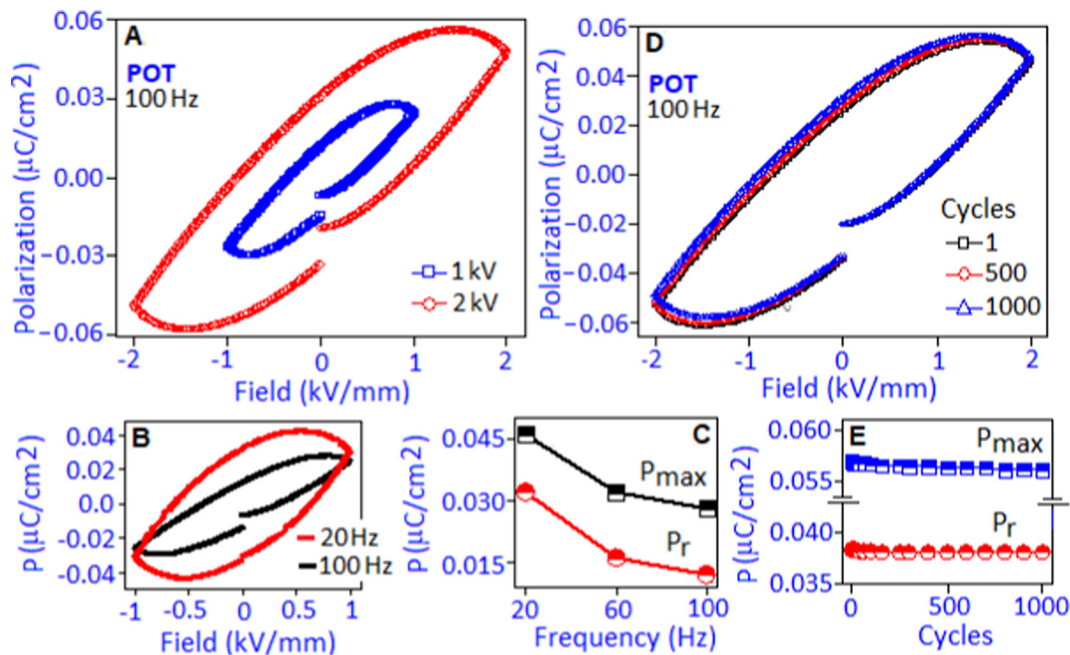 A
POT
100 Hz
0.06
0.03
0.00
−0.03
−0.06
Polarization (μC/cm2)
1 kV
2 kV
-2 -1 0 1 2
Field (kV/mm)
D
POT
100 Hz
0.06
0.04
0.02
0.00
−0.02
−0.04
−0.06
Polarization (μC/cm2)
Cycles
1
500
1000
-2 -1 0 1 2
Field (kV/mm)
B
0.04
0.02
0.0
-0.02
-0.04
P (μC/cm2)
20 Hz
100 Hz
-1 -0.5 0 0.5 1
Field (kV/mm)
C
0.045
0.030
0.015
P (μC/cm2)
Pmax
Pr
20 60 100
Frequency (Hz)
E
0.060
0.055
0.040
0.035
P (μC/cm2)
Pmax
Pr
0 500 1000
Cycles